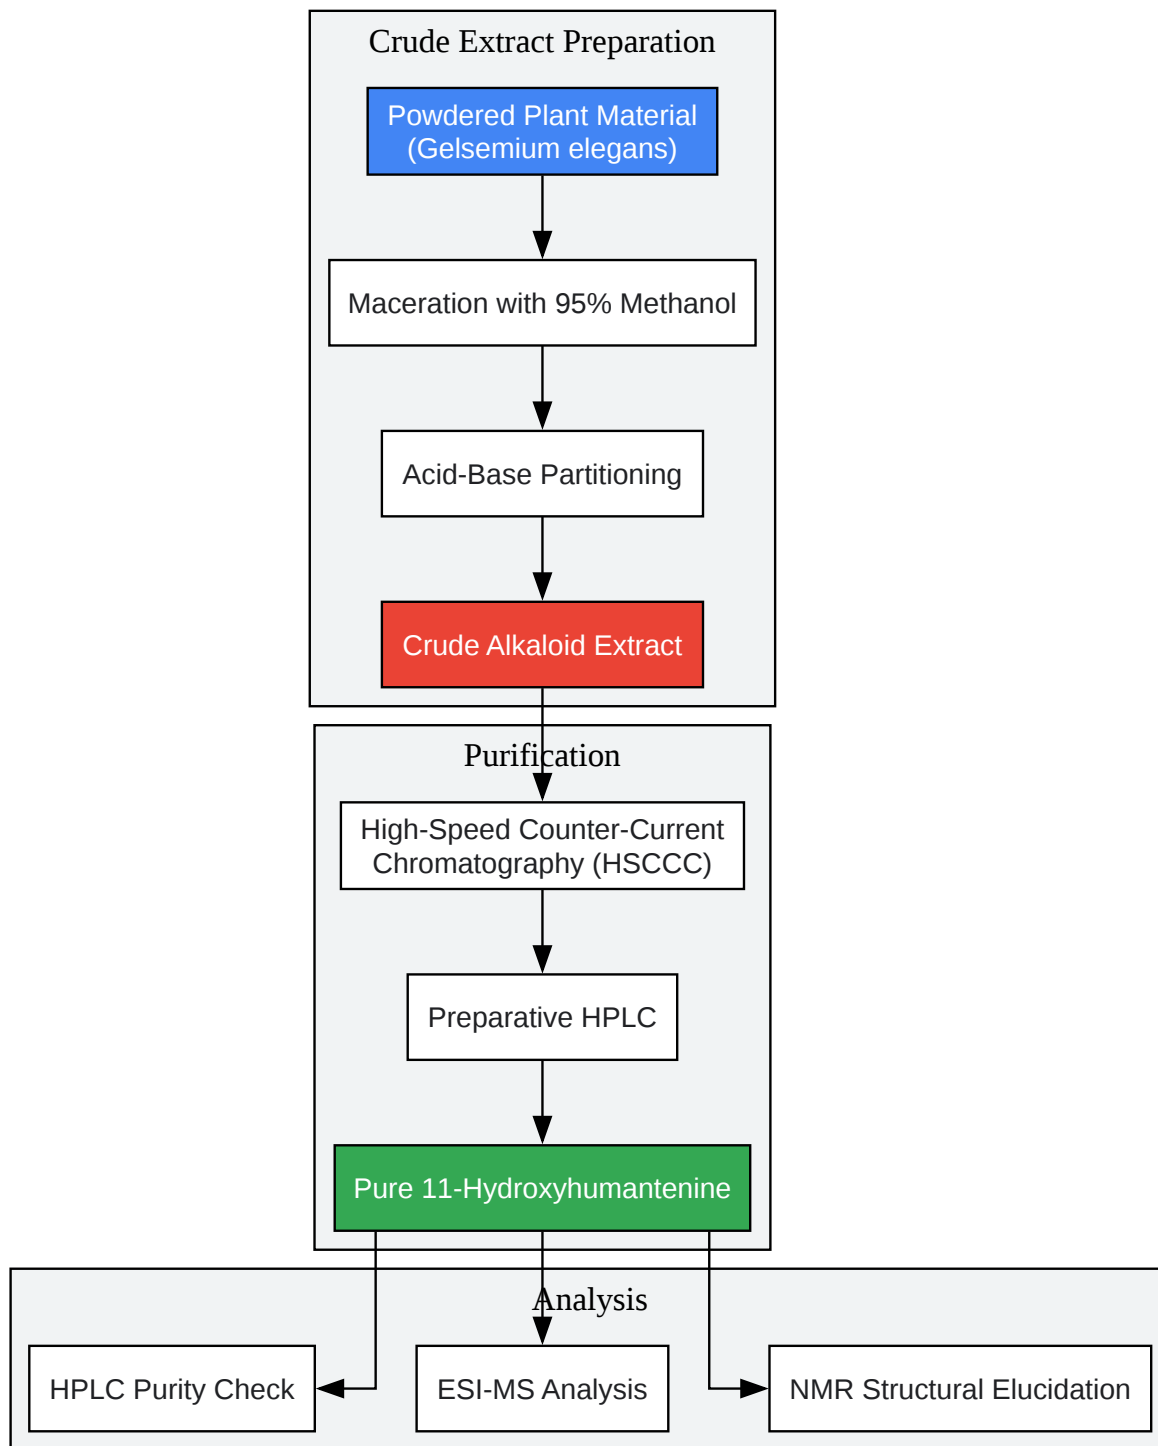 Crude Extract Preparation
Powdered Plant Material
(Gelsemium elegans)
Maceration with 95% Methanol
Acid-Base Partitioning
Crude Alkaloid Extract
Purification
High-Speed Counter-Current
Chromatography (HSCCC)
Preparative HPLC
Pure 11-Hydroxyhumantenine
Analysis
HPLC Purity Check
ESI-MS Analysis
NMR Structural Elucidation